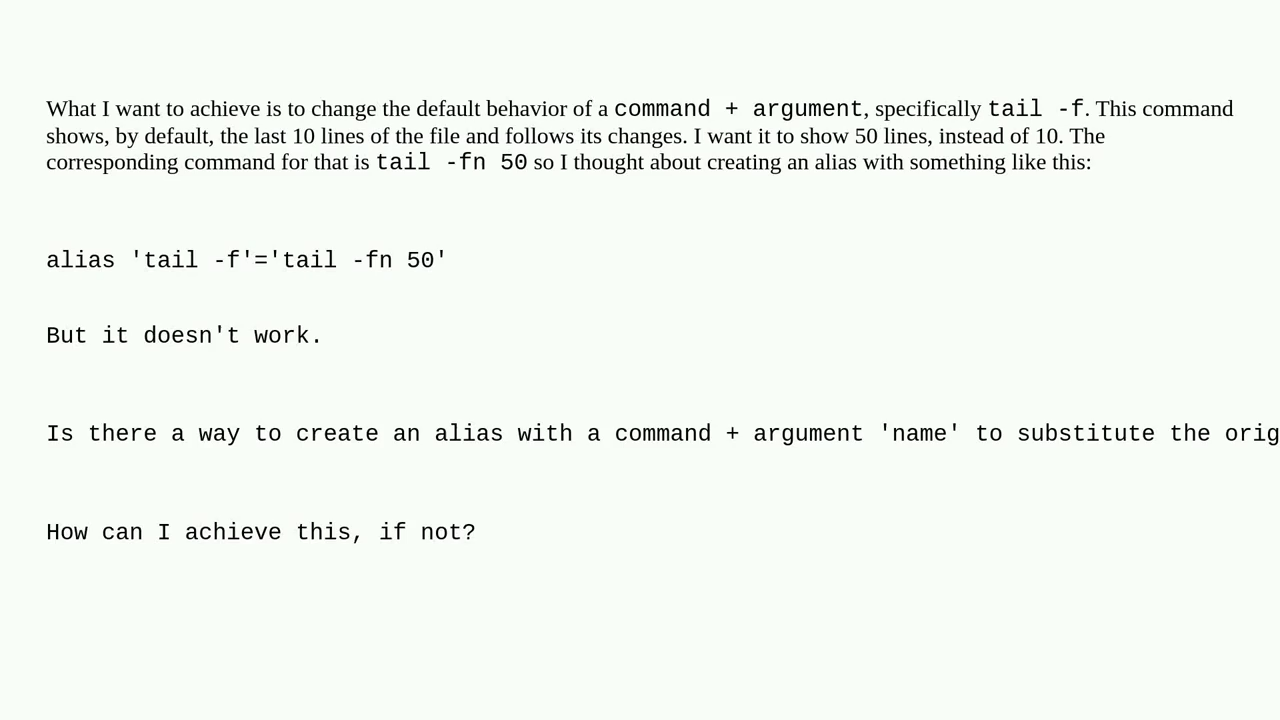 What I want to achieve is to change the default behavior of a command + argument, specifically tail -f. This command
shows, by default, the last 10 lines of the file and follows its changes. I want it to show 50 lines, instead of 10. The
corresponding command for that is tail -fn 50 so I thought about creating an alias with something like this:
alias 'tail -f'='tail -fn 50'
But it doesn't work.
Is there a way to create an alias with a command + argument 'name' to substitute the
How can I achieve this, if not?